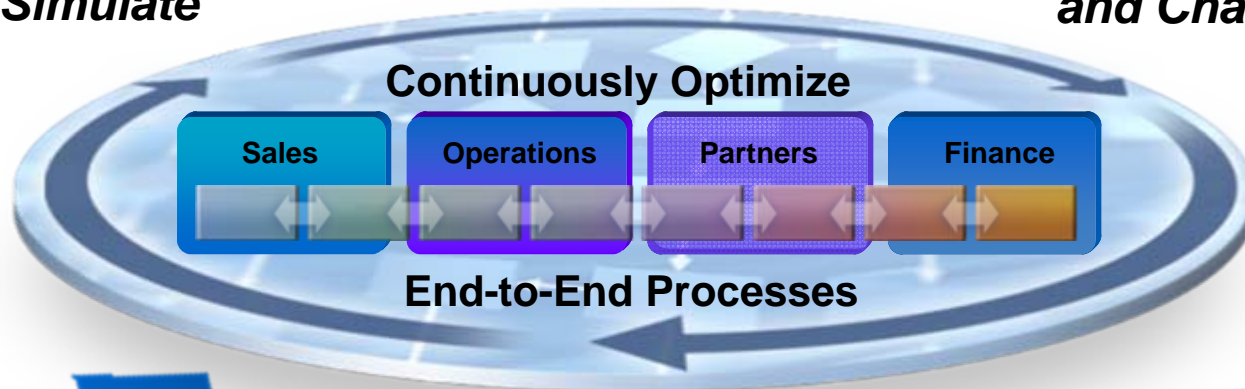 Simulate
and Cha
Continuously Optimize
Sales Operations Partners Finance
End-to-End Processes